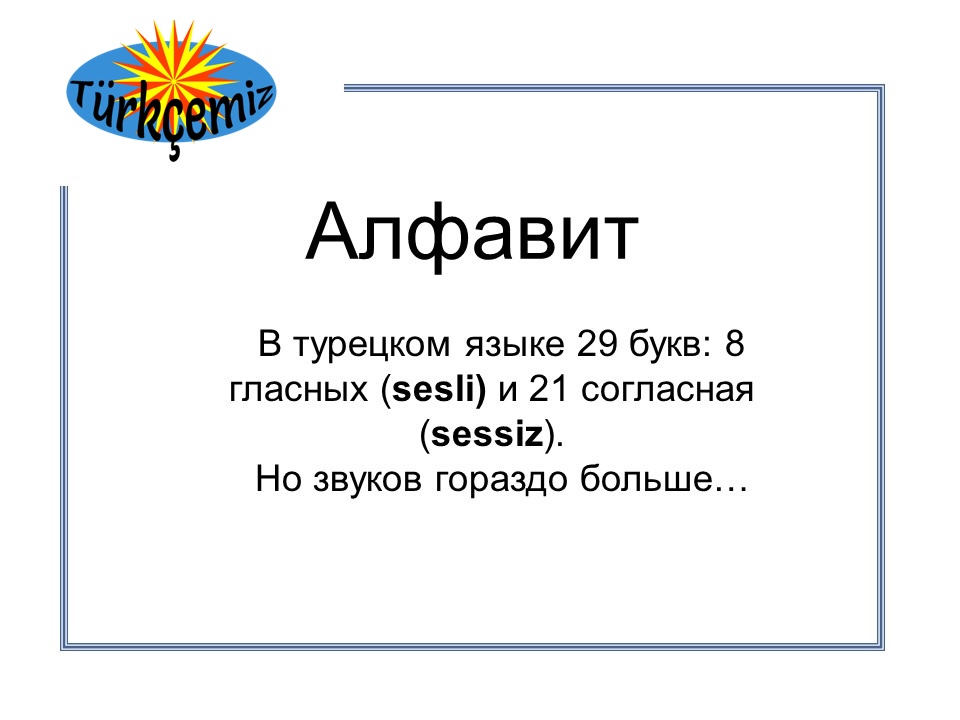 Türkçemiz
Алфавит
В турецком языке 29 букв: 8
гласных (sesli) и 21 согласная
(sessiz).
Но звуков гораздо больше…